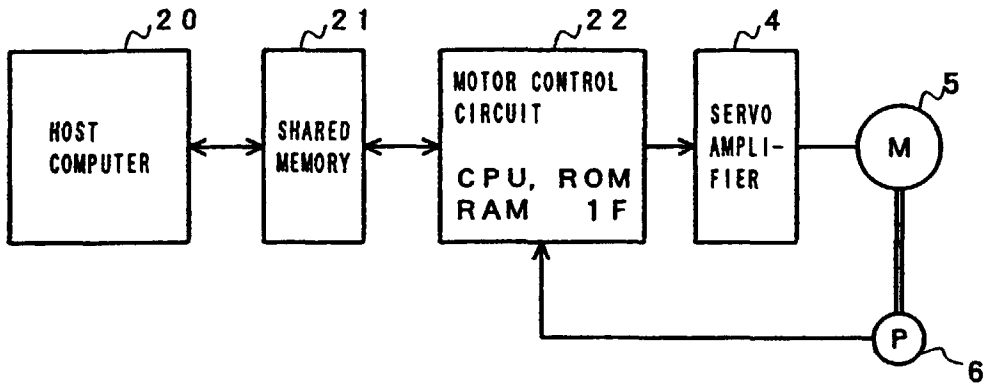 20
21
22
4
5
HOST
COMPUTER
SHARED
MEMORY
MOTOR CONTROL
CIRCUIT
CPU, ROM
RAM 1F
SERVO
AMPLI-
FIER
M
P
6